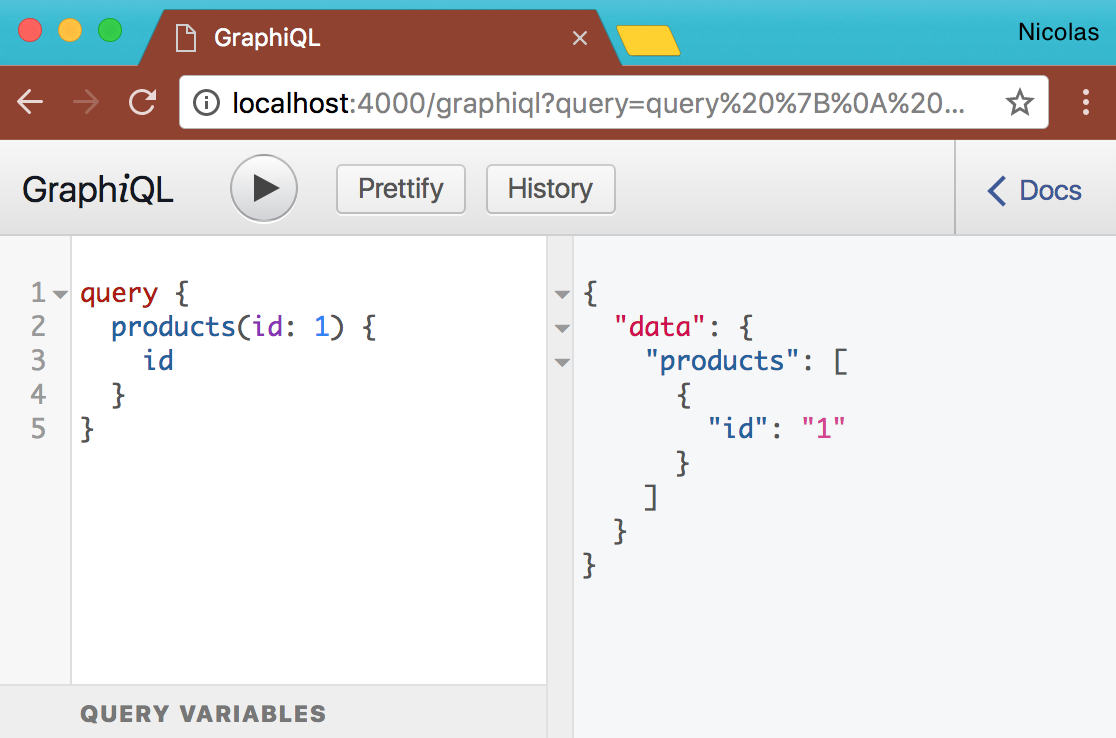 GraphiQL
Nicolas
localhost:4000/graphiql?query=query%20%7B%0A%20...
GraphiQL
Prettify
History
Docs
1 query {
2   products(id: 1) {
3     id
4   }
5 }
{
  "data": {
    "products": [
      {
        "id": "1"
      }
    ]
  }
}
QUERY VARIABLES